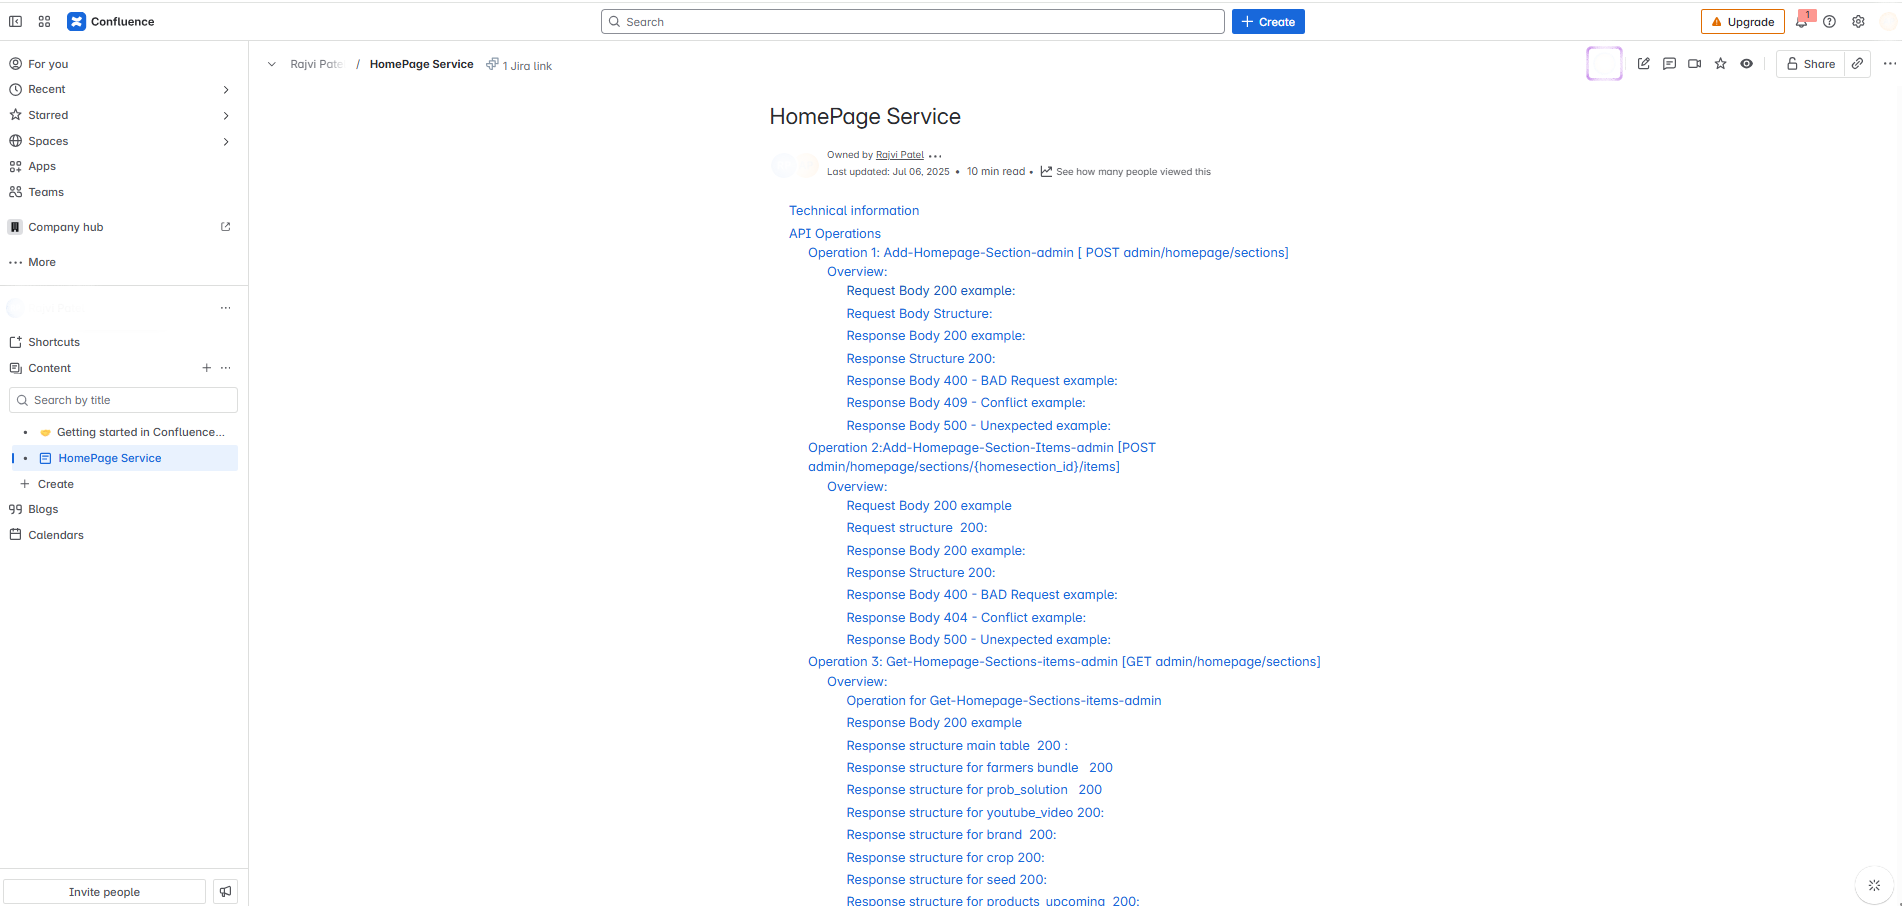 Confluence
Search
Create
Upgrade
1
For you
Recent
Starred
Spaces
Apps
Teams
Company hub
More
Shortcuts
Content
Search by title
Getting started in Confluence...
HomePage Service
Create
Blogs
Calendars
Invite people
Rajvi Pate / HomePage Service 1 Jira link
Share
HomePage Service
Owned by Rajvi Patel
Last updated: Jul 06, 2025 • 10 min read • See how many people viewed this
Technical information
API Operations
Operation 1: Add-Homepage-Section-admin [ POST admin/homepage/sections]
Overview:
Request Body 200 example:
Request Body Structure:
Response Body 200 example:
Response Structure 200:
Response Body 400 - BAD Request example:
Response Body 409 - Conflict example:
Response Body 500 - Unexpected example:
Operation 2:Add-Homepage-Section-Items-admin [POST
admin/homepage/sections/{homesection_id}/items]
Overview:
Request Body 200 example
Request structure  200:
Response Body 200 example:
Response Structure 200:
Response Body 400 - BAD Request example:
Response Body 404 - Conflict example:
Response Body 500 - Unexpected example:
Operation 3: Get-Homepage-Sections-items-admin [GET admin/homepage/sections]
Overview:
Operation for Get-Homepage-Sections-items-admin
Response Body 200 example
Response structure main table  200 :
Response structure for farmers bundle   200
Response structure for prob_solution   200
Response structure for youtube_video 200:
Response structure for brand  200:
Response structure for crop 200:
Response structure for seed 200:
Response structure for products_upcoming  200: